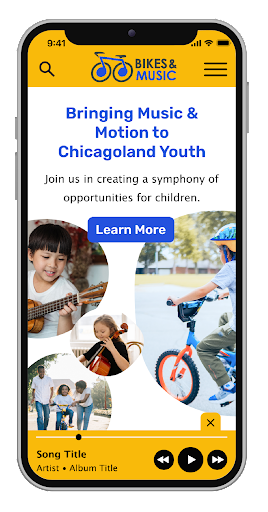 9:41
BIKES &
MUSIC
Bringing Music &
Motion to
Chicagoland Youth
Join us in creating a symphony of
opportunities for children.
Learn More
Song Title
Artist • Album Title